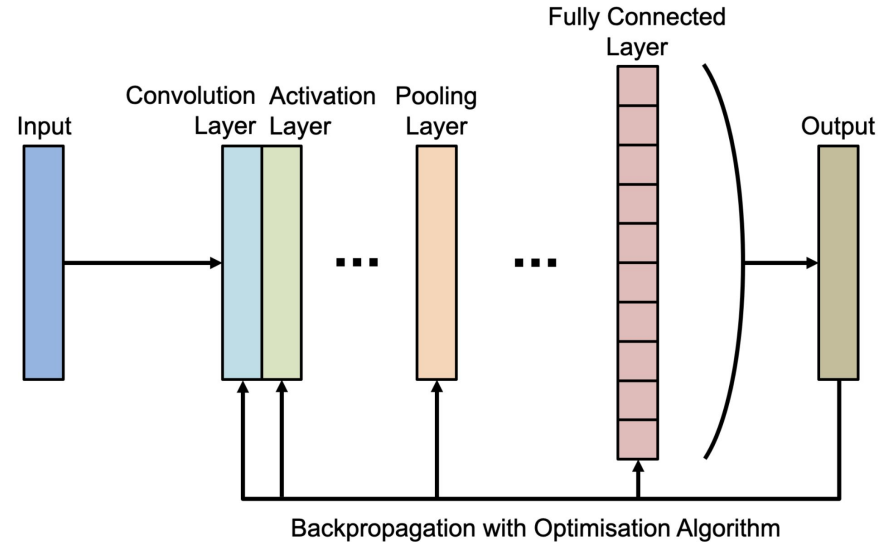 Input
Convolution
Layer
Activation
Layer
Pooling
Layer
Fully Connected
Layer
Output
Backpropagation with Optimisation Algorithm